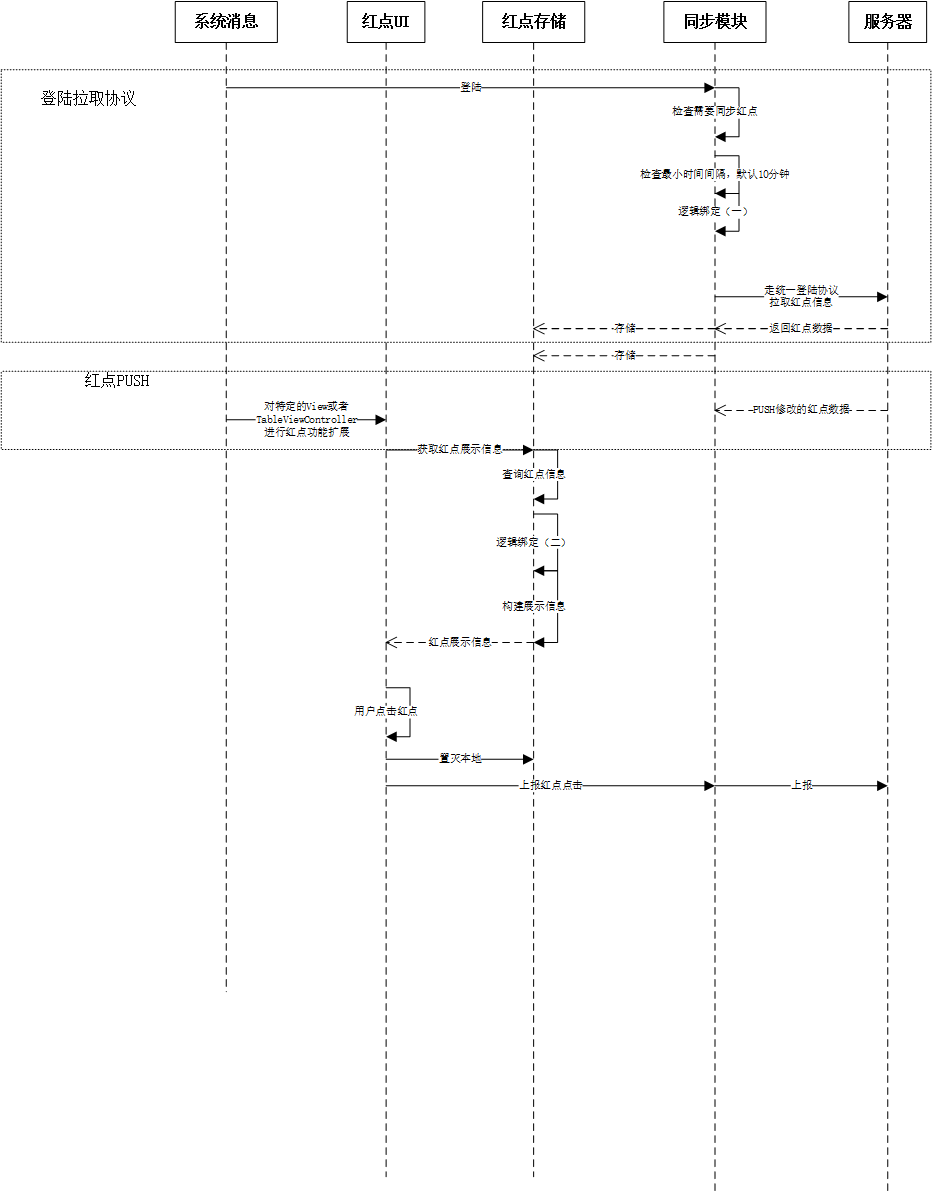 系统消息
红点UI
红点存储
同步模块
服务器
登陆拉取协议
登陆
检查需要同步红点
检查最小时间间隔，默认10分钟
逻辑绑定（一）
走统一登陆协议
拉取红点信息
存储
返回红点数据
存储
红点PUSH
对特定的View或者
TableViewController
进行红点功能扩展
PUSH修改的红点数据
获取红点展示信息
查询红点信息
逻辑绑定（二）
构建展示信息
红点展示信息
用户点击红点
置灭本地
上报红点点击
上报